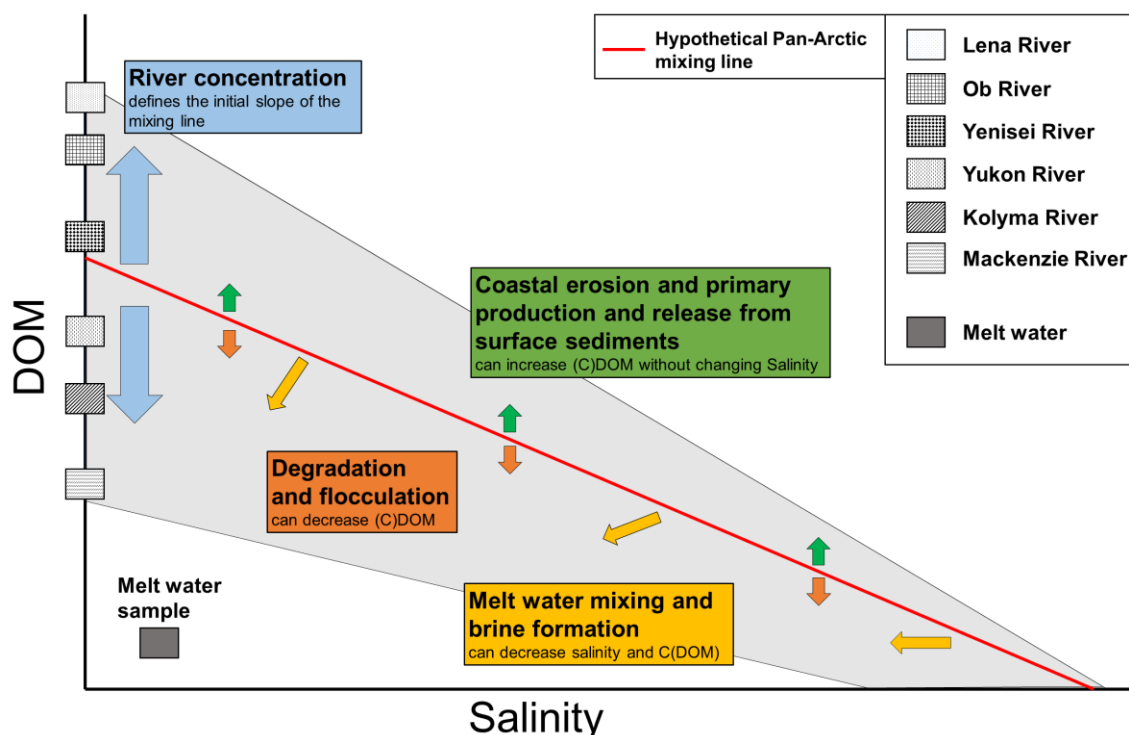 Hypothetical Pan-Arctic
mixing line
Lena River
Ob River
Yenisei River
Yukon River
Kolyma River
Mackenzie River
Melt water
River concentration
defines the initial slope of the
mixing line
Coastal erosion and primary
production and release from
surface sediments
can increase (C)DOM without changing Salinity
Degradation
and flocculation
can decrease (C)DOM
Melt water mixing and
brine formation
can decrease salinity and C(DOM)
Melt water
sample
DOM
Salinity